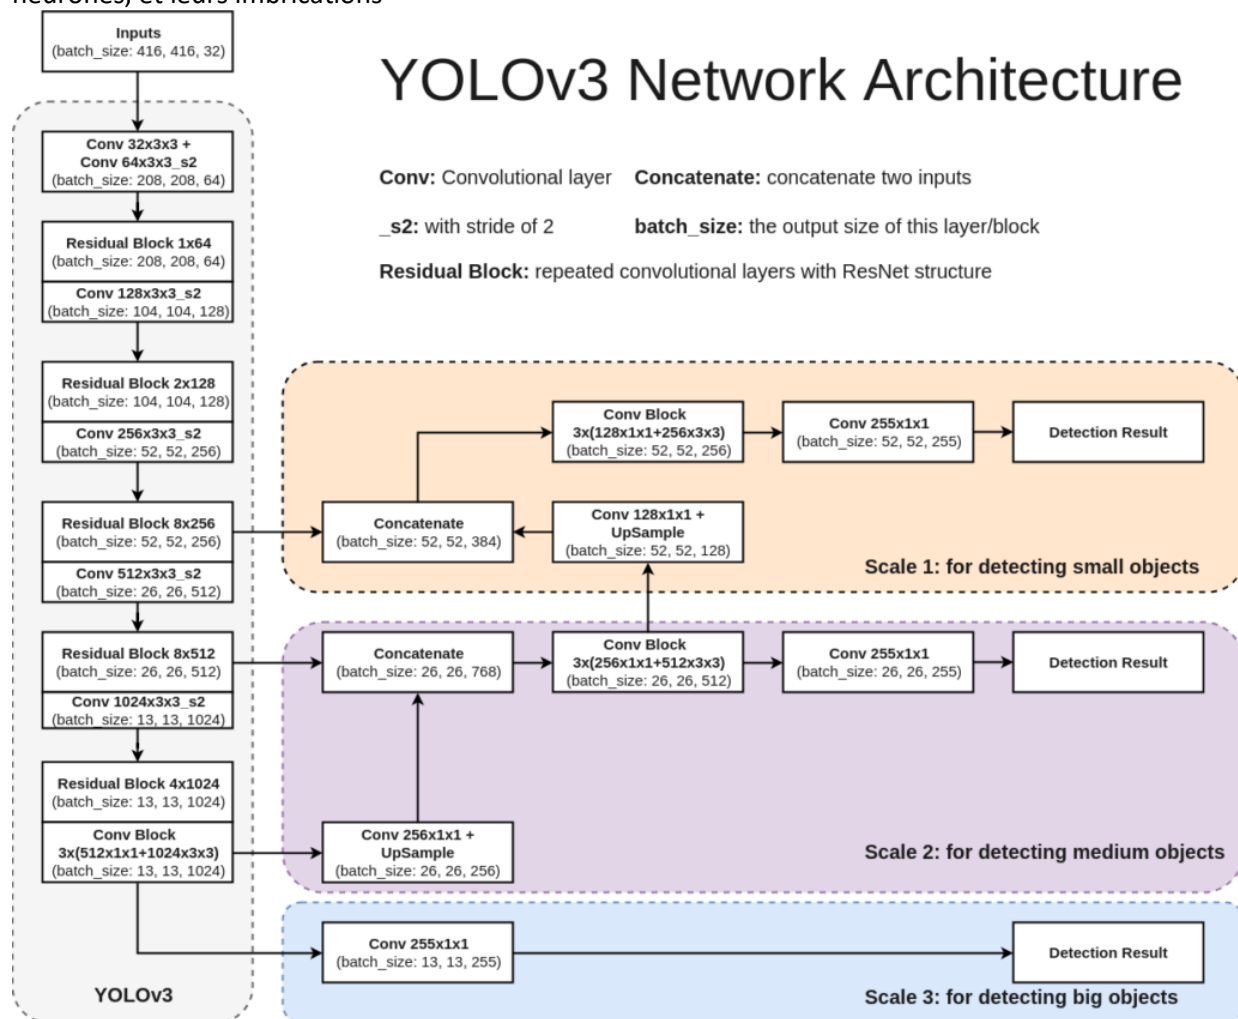 neurones, et leurs imbrications
Inputs
(batch_size: 416, 416, 32)
YOLOv3 Network Architecture
Conv 32x3x3 +
Conv 64x3x3_s2
(batch_size: 208, 208, 64)
Conv: Convolutional layer Concatenate: concatenate two inputs
_s2: with stride of 2 batch_size: the output size of this layer/block
Residual Block: repeated convolutional layers with ResNet structure
Residual Block 1x64
(batch_size: 208, 208, 64)
Conv 128x3x3_s2
(batch_size: 104, 104, 128)
Residual Block 2x128
(batch_size: 104, 104, 128)
Conv 256x3x3_s2
(batch_size: 52, 52, 256)
Residual Block 8x256
(batch_size: 52, 52, 256)
Conv 512x3x3_s2
(batch_size: 26, 26, 512)
Residual Block 8x512
(batch_size: 26, 26, 512)
Conv 1024x3x3_s2
(batch_size: 13, 13, 1024)
Residual Block 4x1024
(batch_size: 13, 13, 1024)
Conv Block
3x(512x1x1+1024x3x3)
(batch_size: 13, 13, 1024)
YOLOv3
Conv Block
3x(128x1x1+256x3x3)
(batch_size: 52, 52, 256)
Conv 255x1x1
(batch_size: 52, 52, 255)
Detection Result
Concatenate
(batch_size: 52, 52, 384)
Conv 128x1x1 +
UpSample
(batch_size: 52, 52, 128)
Scale 1: for detecting small objects
Concatenate
(batch_size: 26, 26, 768)
Conv Block
3x(256x1x1+512x3x3)
(batch_size: 26, 26, 512)
Conv 255x1x1
(batch_size: 26, 26, 255)
Detection Result
Conv 256x1x1 +
UpSample
(batch_size: 26, 26, 256)
Scale 2: for detecting medium objects
Conv 255x1x1
(batch_size: 13, 13, 255)
Detection Result
Scale 3: for detecting big objects